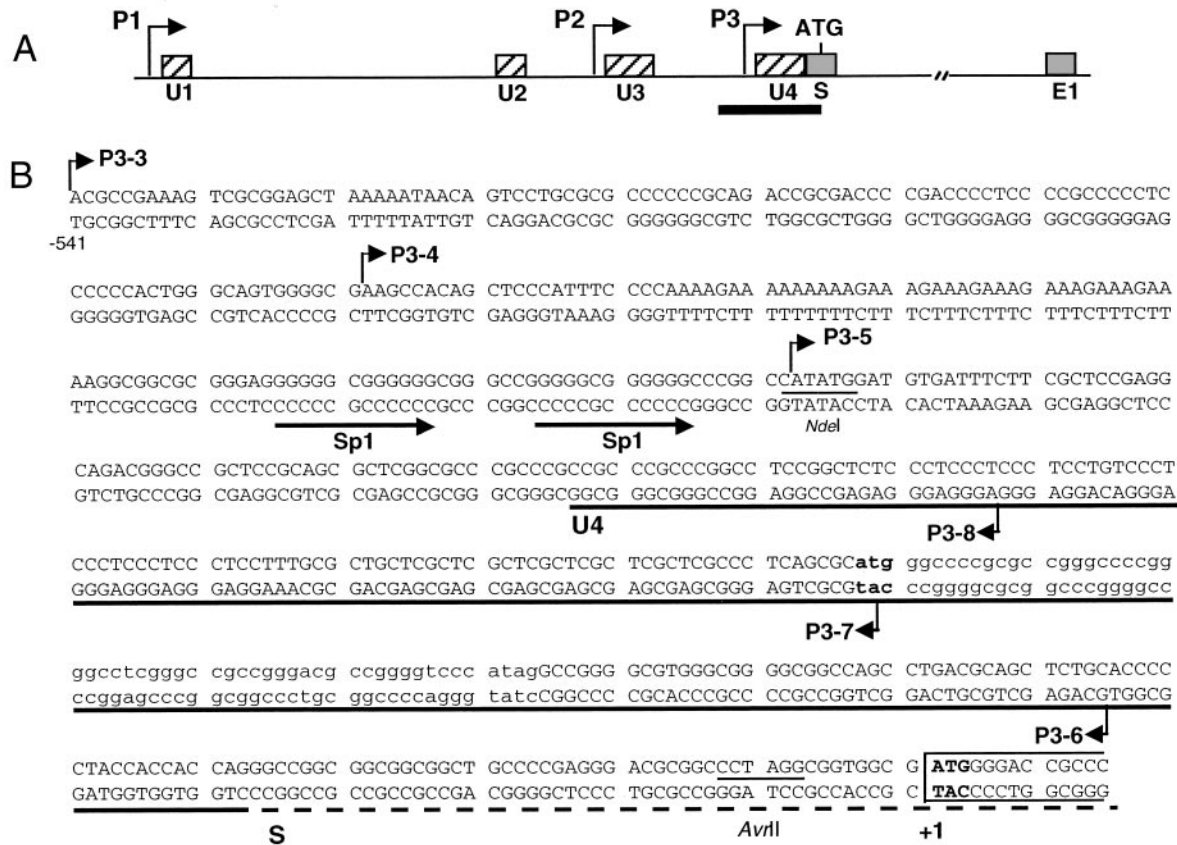 A
P1
P2
P3
ATG
U1
U2
U3
U4
S
E1
B
P3-3
ACGCCGAAAG TCGCGGAGCT AAAAATAACA GTCCTGCGCG CCCCCCGCAG ACCGCGACCC CGACCCCTCC CCGCCCCCTC
TGCGGCTTTC AGCGCCTCGA TTTTTATTGT CAGGACGCGC GGGGGGCGTC TGGCGCTGGG GCTGGGGAGG GGCGGGGGAG
-541
P3-4
CCCCCACTGG GCAGTGGGGC GAAGCCACAG CTCCCATTTC CCCAAAAGAA AAAAAAAGAA AGAAAGAAAG AAAGAAAGAA
GGGGGTGAGC CGTCACCCCG CTTCGGTGTC GAGGGTAAAG GGGTTTTCTT TTTTTTTCTT TCTTTCTTTC TTTCTTTCTT
P3-5
AAGGCGGCGC GGGAGGGGGG CGGGGGGCGG GCCGGGGGCG GGGGGCCCGG CCATATGGAT GTGATTTCTT CGCTCCGAGG
TTCCGCCGCG CCCTCCCCCC GCCCCCCGCC CGGCCCCCGC CCCCCGGGCC GGTATACCTA CACTAAAGAA GCGAGGCTCC
Sp1
Sp1
NdeI
CAGACGGGCC GCTCCGCAGC GCTCGGCGCC CGCCCGCCGC CCGCCCGGCC TCCGGCTCTC CCTCCCTCCC TCCTGTCCCT
GTCTGCCCGG CGAGGCGTCG CGAGCCGCGG GCGGGCGGCG GGCGGGCCGG AGGCCGAGAG GGAGGGAGGG AGGACAGGGA
U4
P3-8
CCCTCCCTCC CTCCTTTGCG CTGCTCGCTC GCTCGCTCGC TCGCTCGCCC TCAGCGCatg ggccccgcgc cgggccccgg
GGGAGGGAGG GAGGAAACGC GACGAGCGAG CGAGCGAGCG AGCGAGCGGG AGTCGCGtac ccggggcgcg gcccggggcc
P3-7
ggcctcgggc cgccgggacg ccggggtccc atagGCCGGG GCGTGGGCGG GGCGGCCAGC CTGACGCAGC TCTGCACCCC
ccggagcccg gcggccctgc ggccccaggg tatcCGGCCC CGCACCCGCC CCGCCGGTCG GACTGCGTCG AGACGTGGCG
P3-6
CTACCACCAC CAGGGCCGGC GGCGGCGGCT GCCCCGAGGG ACGCGGCCCT AGGCGGTGGC G ATGGGGAC CGCCC
GATGGTGGTG GTCCCGGCCG CCGCCGCCGA CGGGGCTCCC TGCGCCGGGA TCCGCCACCGC C TACCCCTG GCGGG
S
AvrII
+1